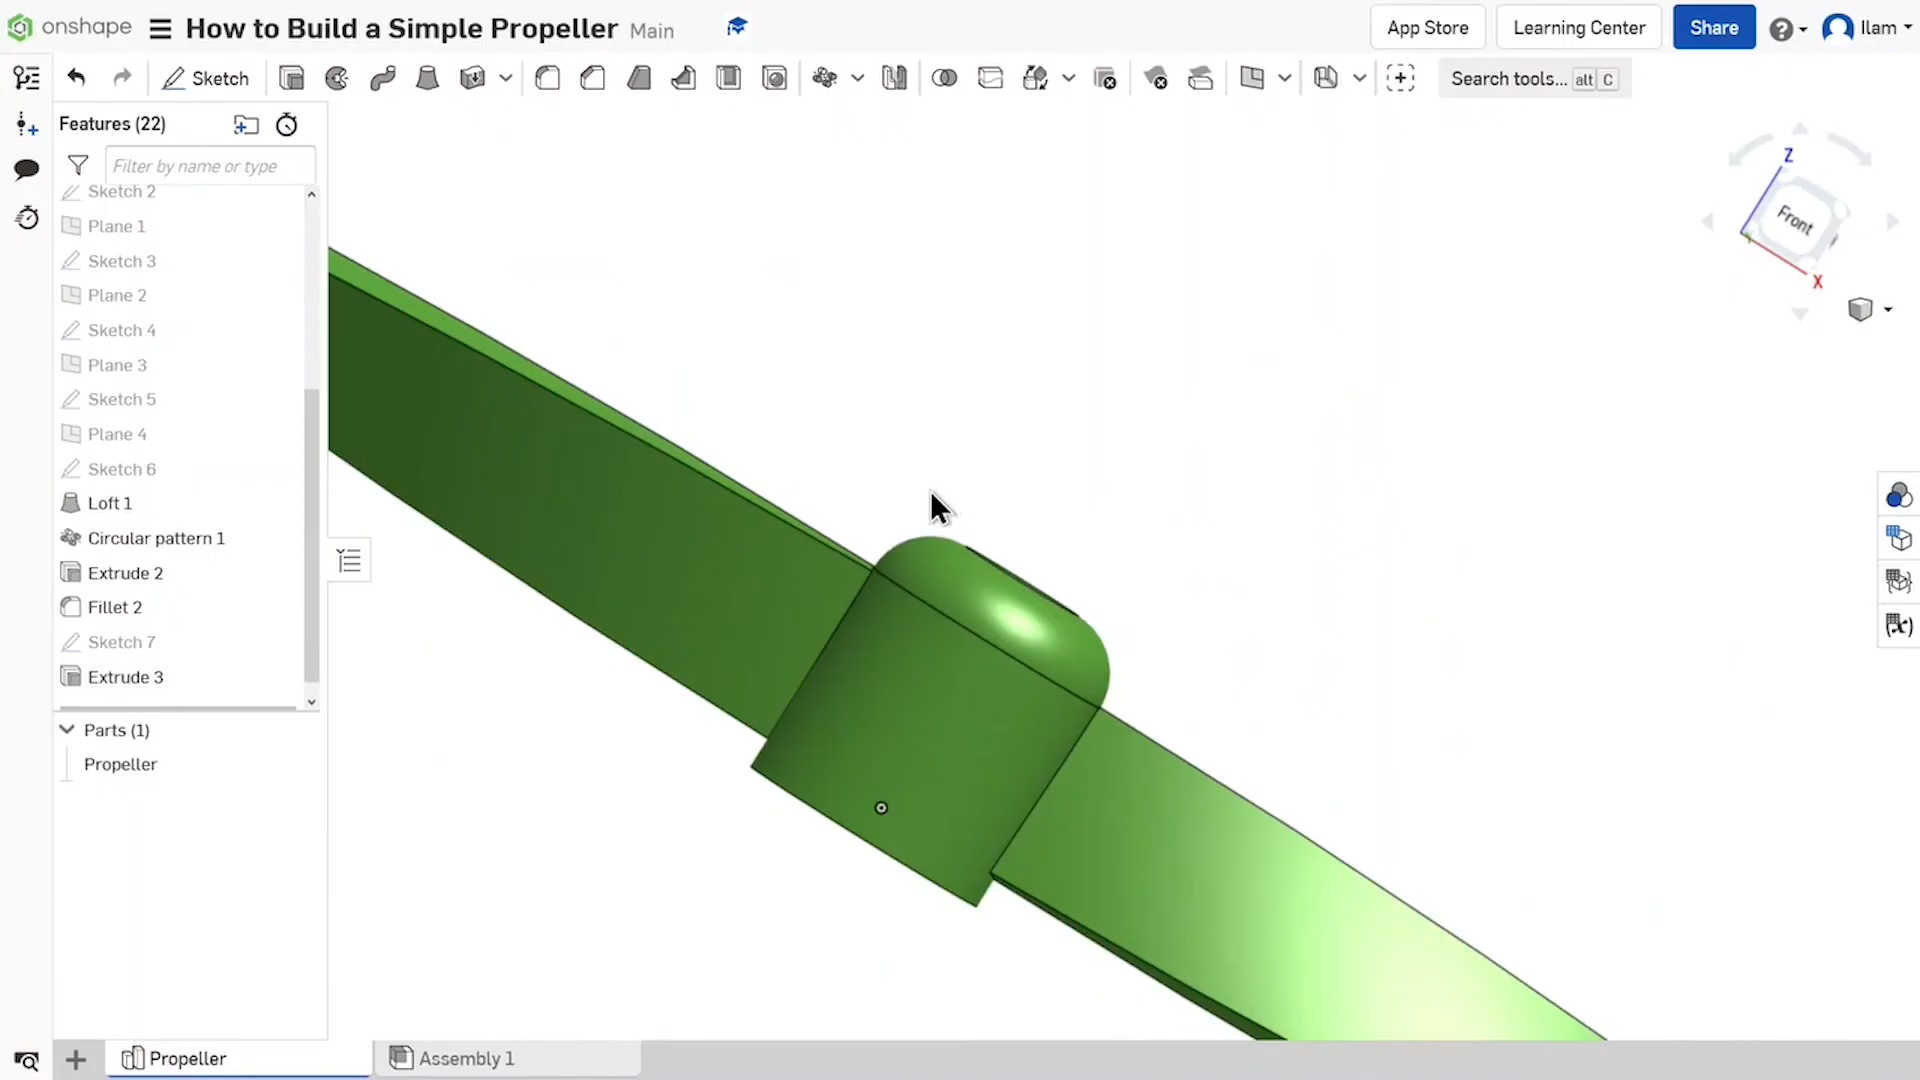 onshape How to Build a Simple Propeller Main App Store Learning Center Share Ilam
Sketch Search tools... alt C
Features (22)
Filter by name or type
Sketch 2
Plane 1
Sketch 3
Plane 2
Sketch 4
Plane 3
Sketch 5
Plane 4
Sketch 6
Loft 1
Circular pattern 1
Extrude 2
Fillet 2
Sketch 7
Extrude 3
Parts (1)
Propeller
Z
Front
X
Propeller Assembly 1